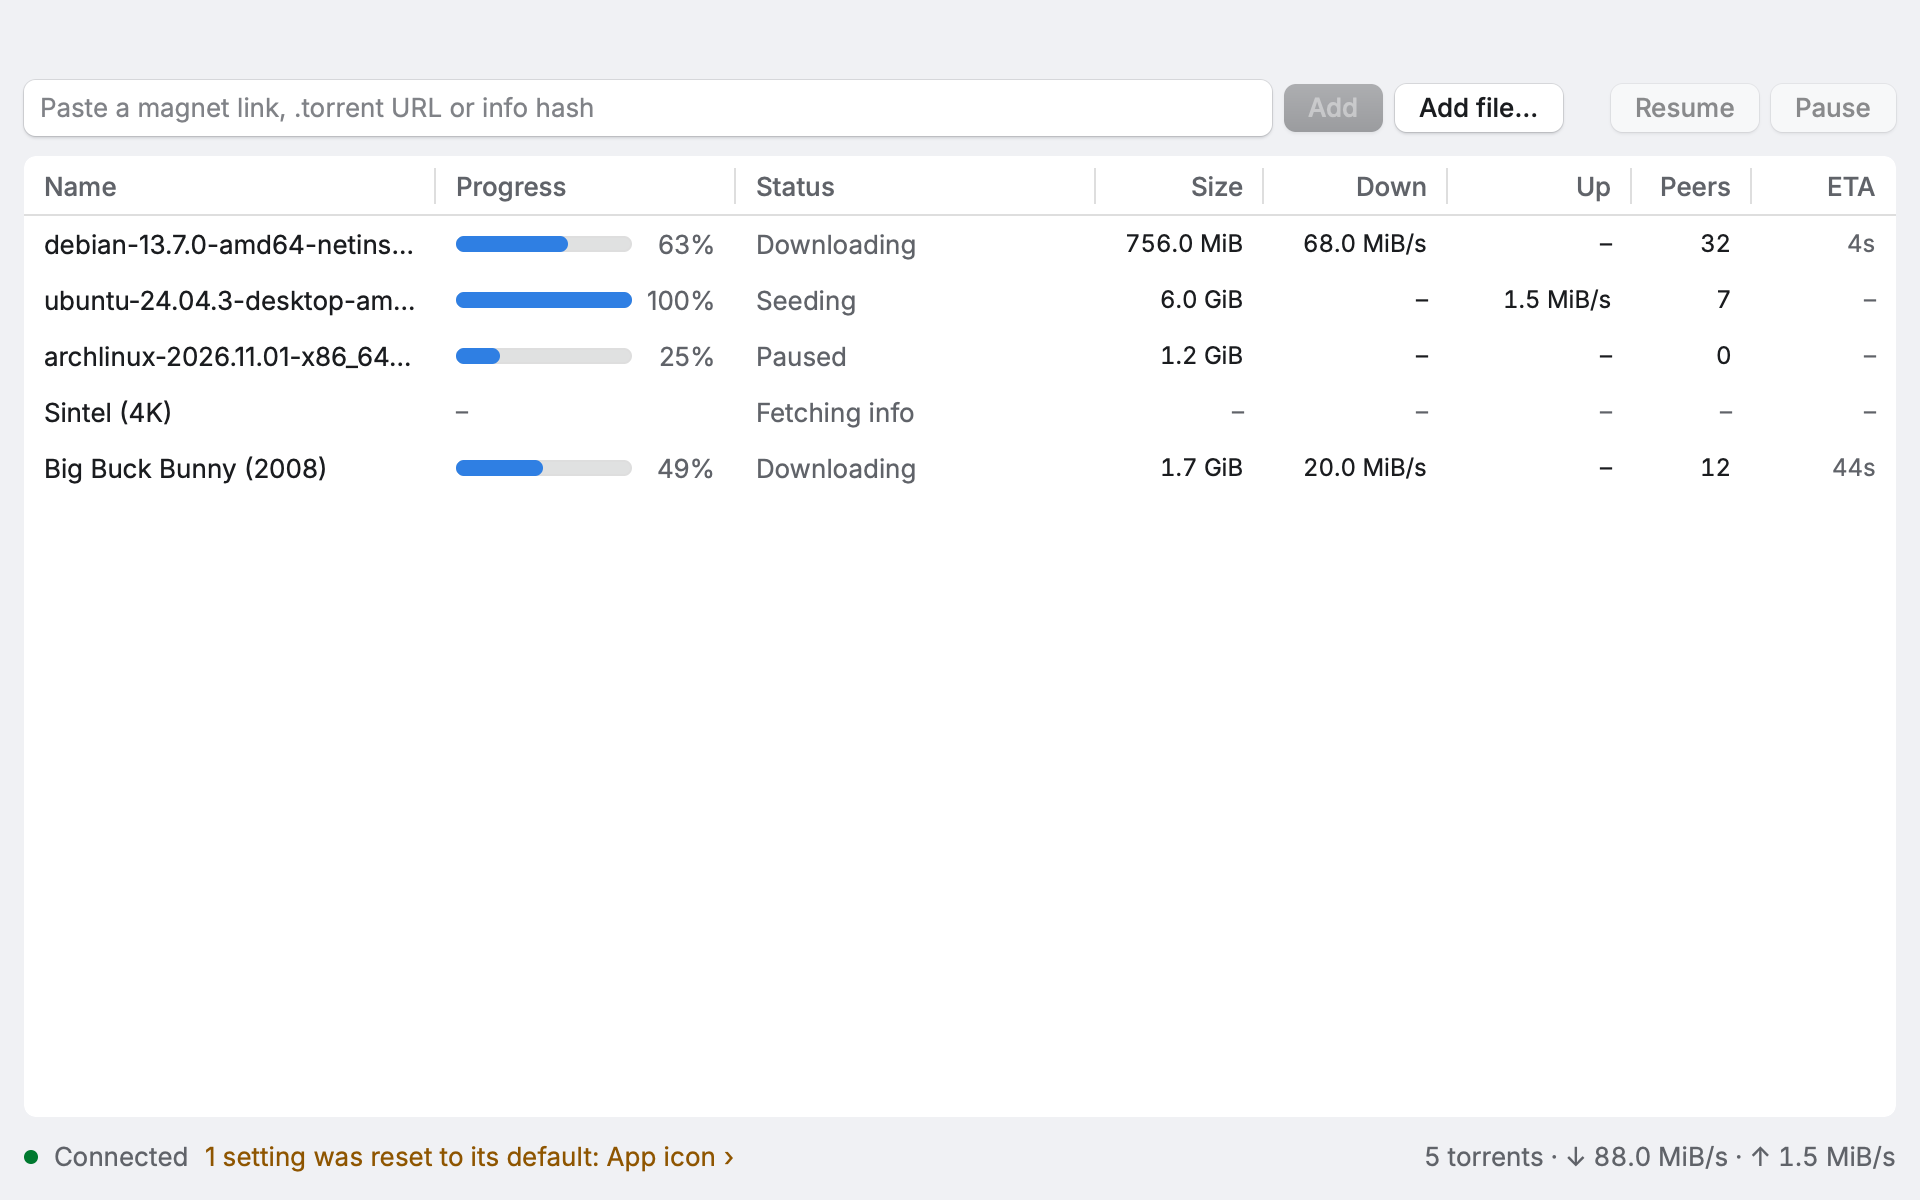 Paste a magnet link, .torrent URL or info hash Add Add file... Resume Pause
Name Progress Status Size Down Up Peers ETA
debian-13.7.0-amd64-netins... 63% Downloading 756.0 MiB 68.0 MiB/s – 32 4s
ubuntu-24.04.3-desktop-am... 100% Seeding 6.0 GiB – 1.5 MiB/s 7 –
archlinux-2026.11.01-x86_64... 25% Paused 1.2 GiB – – 0 –
Sintel (4K) – Fetching info – – – – –
Big Buck Bunny (2008) 49% Downloading 1.7 GiB 20.0 MiB/s – 12 44s
Connected 1 setting was reset to its default: App icon › 5 torrents · ↓ 88.0 MiB/s · ↑ 1.5 MiB/s